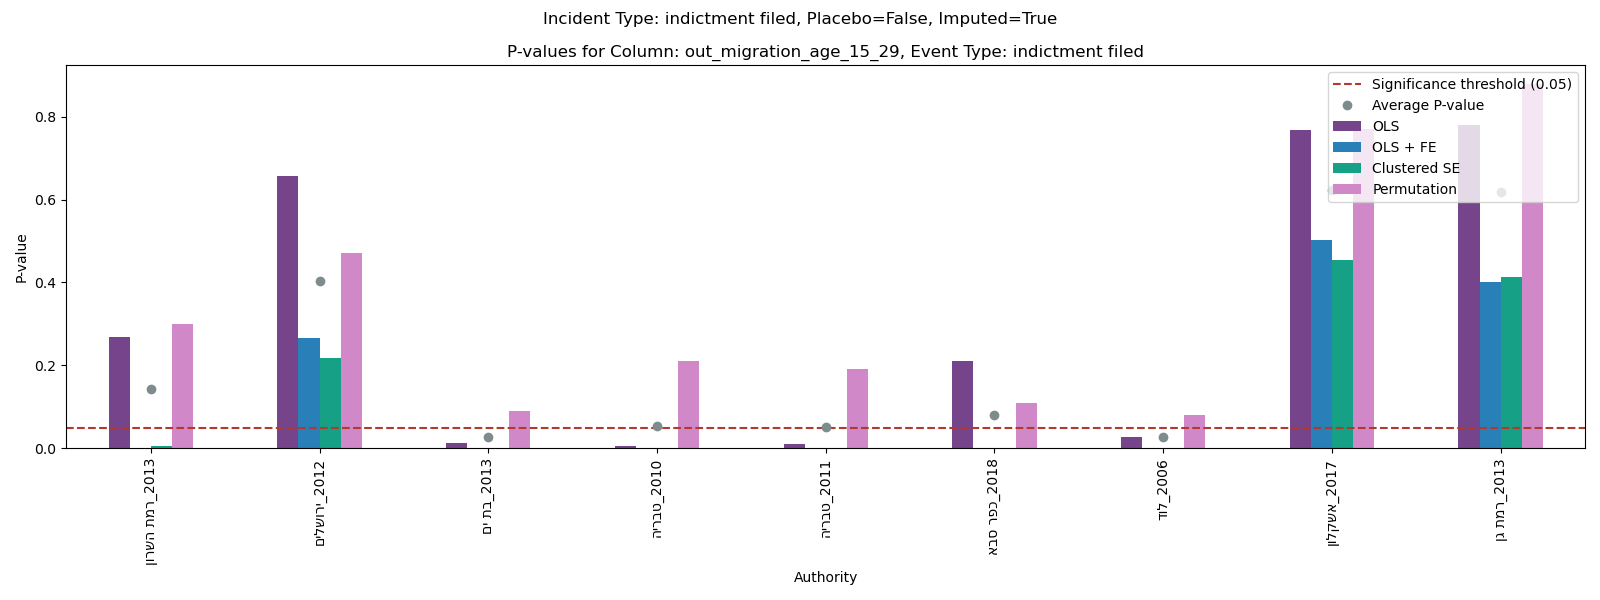 Incident Type: indictment filed, Placebo=False, Imputed=True
P-values for Column: out_migration_age_15_29, Event Type: indictment filed
Significance threshold (0.05)
Average P-value
OLS
OLS + FE
Clustered SE
Permutation
P-value
0.8
0.6
0.4
0.2
0.0
רמת השרון_2013
ירושלים_2012
בת ים_2013
טבריה_2010
טבריה_2011
כפר סבא_2018
לוד_2006
אשקלון_2017
רמת גן_2013
Authority